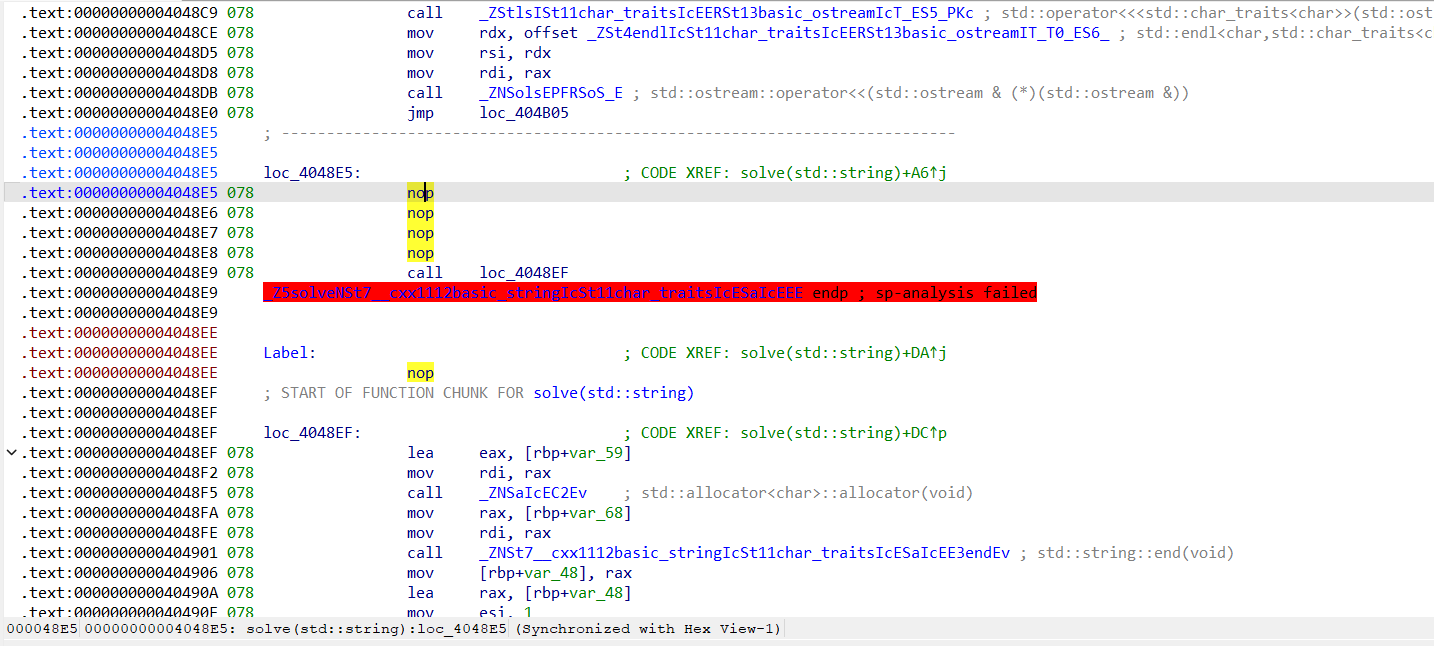 .text:00000000004048C9 078 call _ZStlsISt11char_traitsIcEERSt13basic_ostreamIcT_ES5_PKc ; std::operator<<<std::char_traits<char>>(std::ost
.text:00000000004048CE 078 mov rdx, offset _ZSt4endlIcSt11char_traitsIcEERSt13basic_ostreamIT_T0_ES6_ ; std::endl<char,std::char_traits<c
.text:00000000004048D5 078 mov rsi, rdx
.text:00000000004048D8 078 mov rdi, rax
.text:00000000004048DB 078 call _ZNSolsEPFRSoS_E ; std::ostream::operator<<(std::ostream & (*)(std::ostream &))
.text:00000000004048E0 078 jmp loc_404B05
.text:00000000004048E5 ; ---------------------------------------------------------------------------
.text:00000000004048E5
.text:00000000004048E5 loc_4048E5: ; CODE XREF: solve(std::string)+A6↑j
.text:00000000004048E5 078 nop
.text:00000000004048E6 078 nop
.text:00000000004048E7 078 nop
.text:00000000004048E8 078 nop
.text:00000000004048E9 078 call loc_4048EF
.text:00000000004048E9 _Z5solveNSt7__cxx1112basic_stringIcSt11char_traitsIcESaIcEEE endp ; sp-analysis failed
.text:00000000004048E9
.text:00000000004048EE
.text:00000000004048EE Label: ; CODE XREF: solve(std::string)+DA↑j
.text:00000000004048EE nop
.text:00000000004048EF ; START OF FUNCTION CHUNK FOR solve(std::string)
.text:00000000004048EF
.text:00000000004048EF loc_4048EF: ; CODE XREF: solve(std::string)+DC↑p
.text:00000000004048EF 078 lea eax, [rbp+var_59]
.text:00000000004048F2 078 mov rdi, rax
.text:00000000004048F5 078 call _ZNSaIcEC2Ev ; std::allocator<char>::allocator(void)
.text:00000000004048FA 078 mov rax, [rbp+var_68]
.text:00000000004048FE 078 mov rdi, rax
.text:0000000000404901 078 call _ZNSt7__cxx1112basic_stringIcSt11char_traitsIcESaIcEE3endEv ; std::string::end(void)
.text:0000000000404906 078 mov [rbp+var_48], rax
.text:000000000040490A 078 lea rax, [rbp+var_48]
.text:000000000040490E 078 mov esi, 1
000048E5 00000000004048E5: solve(std::string):loc_4048E5 (Synchronized with Hex View-1)